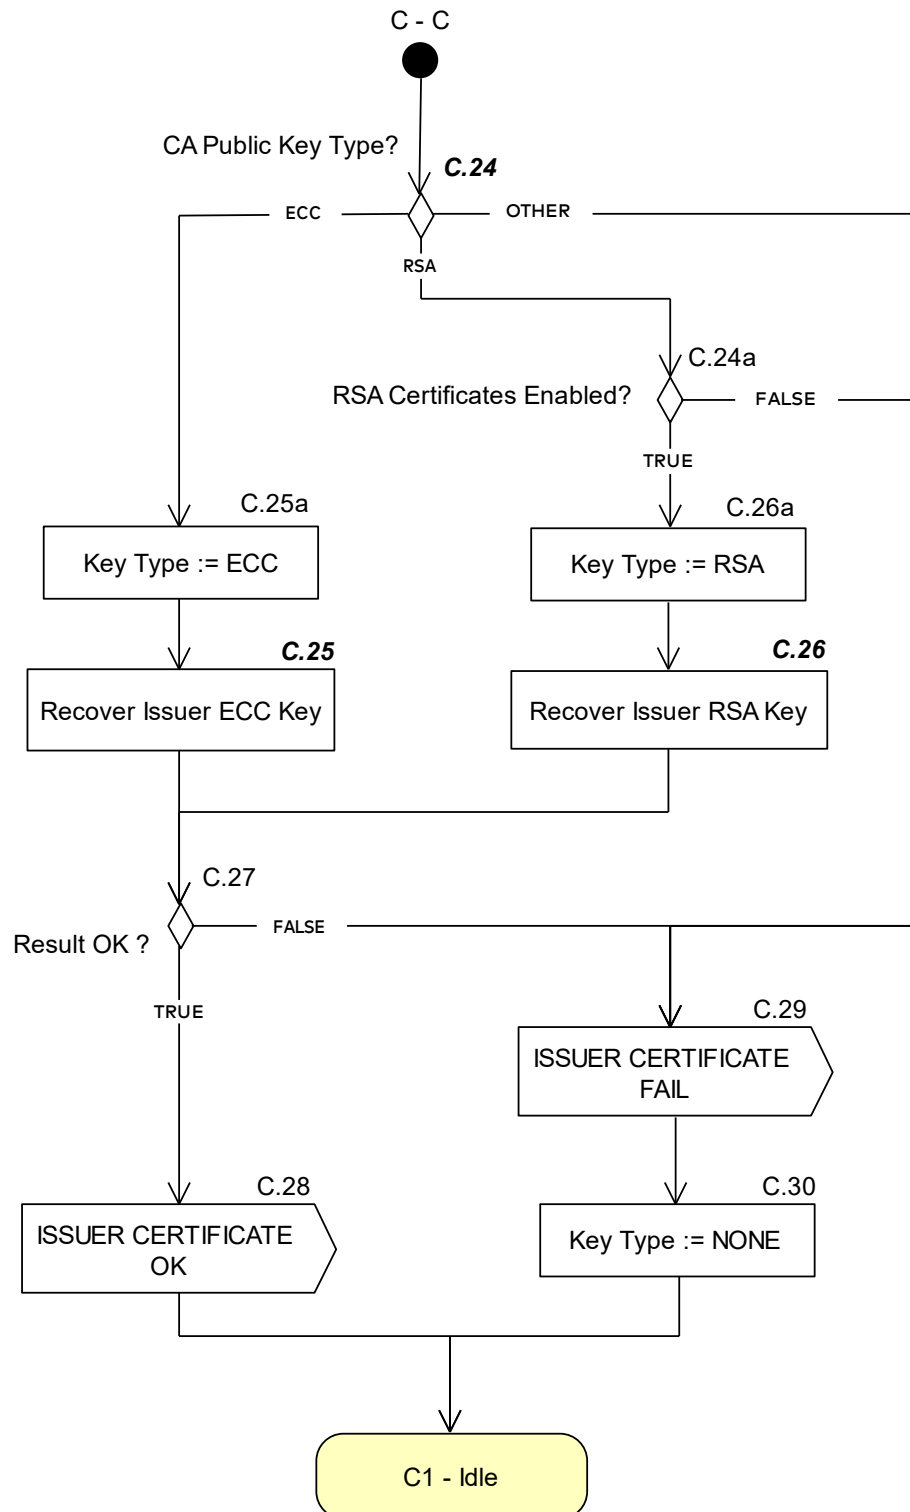 C - C
CA Public Key Type?
C.24
ECC
OTHER
RSA
C.24a
RSA Certificates Enabled?
FALSE
TRUE
C.25a
C.26a
Key Type := ECC
Key Type := RSA
C.25
C.26
Recover Issuer ECC Key
Recover Issuer RSA Key
C.27
Result OK ?
FALSE
TRUE
C.29
ISSUER CERTIFICATE
FAIL
C.28
C.30
ISSUER CERTIFICATE
OK
Key Type := NONE
C1 - Idle